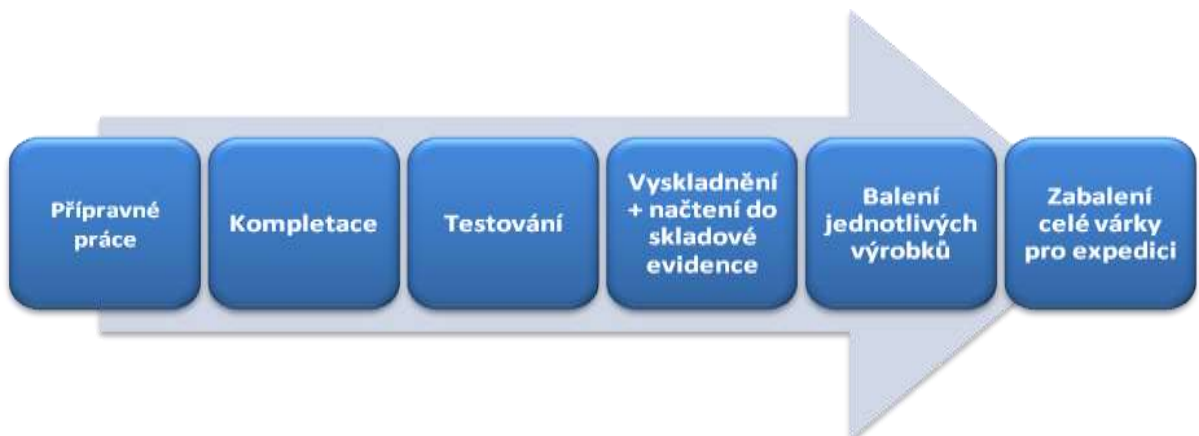 Přípravné
práce
Kompletace
Testování
Vyskladnění
+ načtení do
skladové
evidence
Balení
jednotlivých
výrobků
Zabalení
celé várky
pro expedici